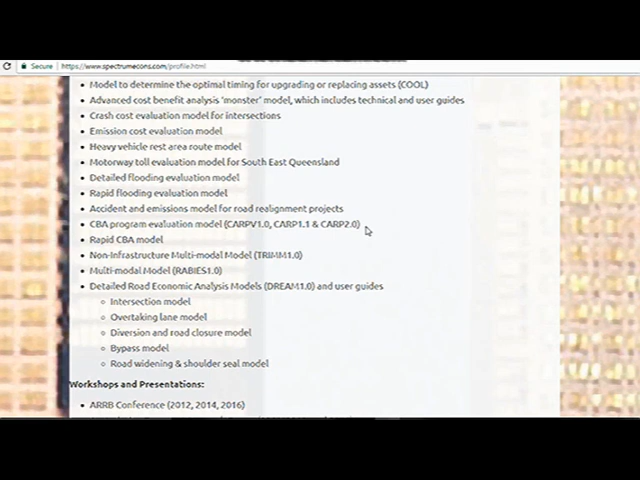 Secure https://www.spectrumecons.com/profile.html
Model to determine the optimal timing for upgrading or replacing assets (COOL)
Advanced cost benefit analysis 'monster' model, which includes technical and user guides
Crash cost evaluation model for intersections
Emission cost evaluation model
Heavy vehicle rest area route model
Motorway toll evaluation model for South East Queensland
Detailed flooding evaluation model
Rapid flooding evaluation model
Accident and emissions model for road realignment projects
CBA program evaluation model (CARPV1.0, CARP1.1 & CARP2.0)
Rapid CBA model
Non-Infrastructure Multi-modal Model (TRIMM1.0)
Multi-modal Model (RABIES1.0)
Detailed Road Economic Analysis Models (DREAM1.0) and user guides
Intersection model
Overtaking lane model
Diversion and road closure model
Bypass model
Road widening & shoulder seal model
Workshops and Presentations:
ARRB Conference (2012, 2014, 2016)